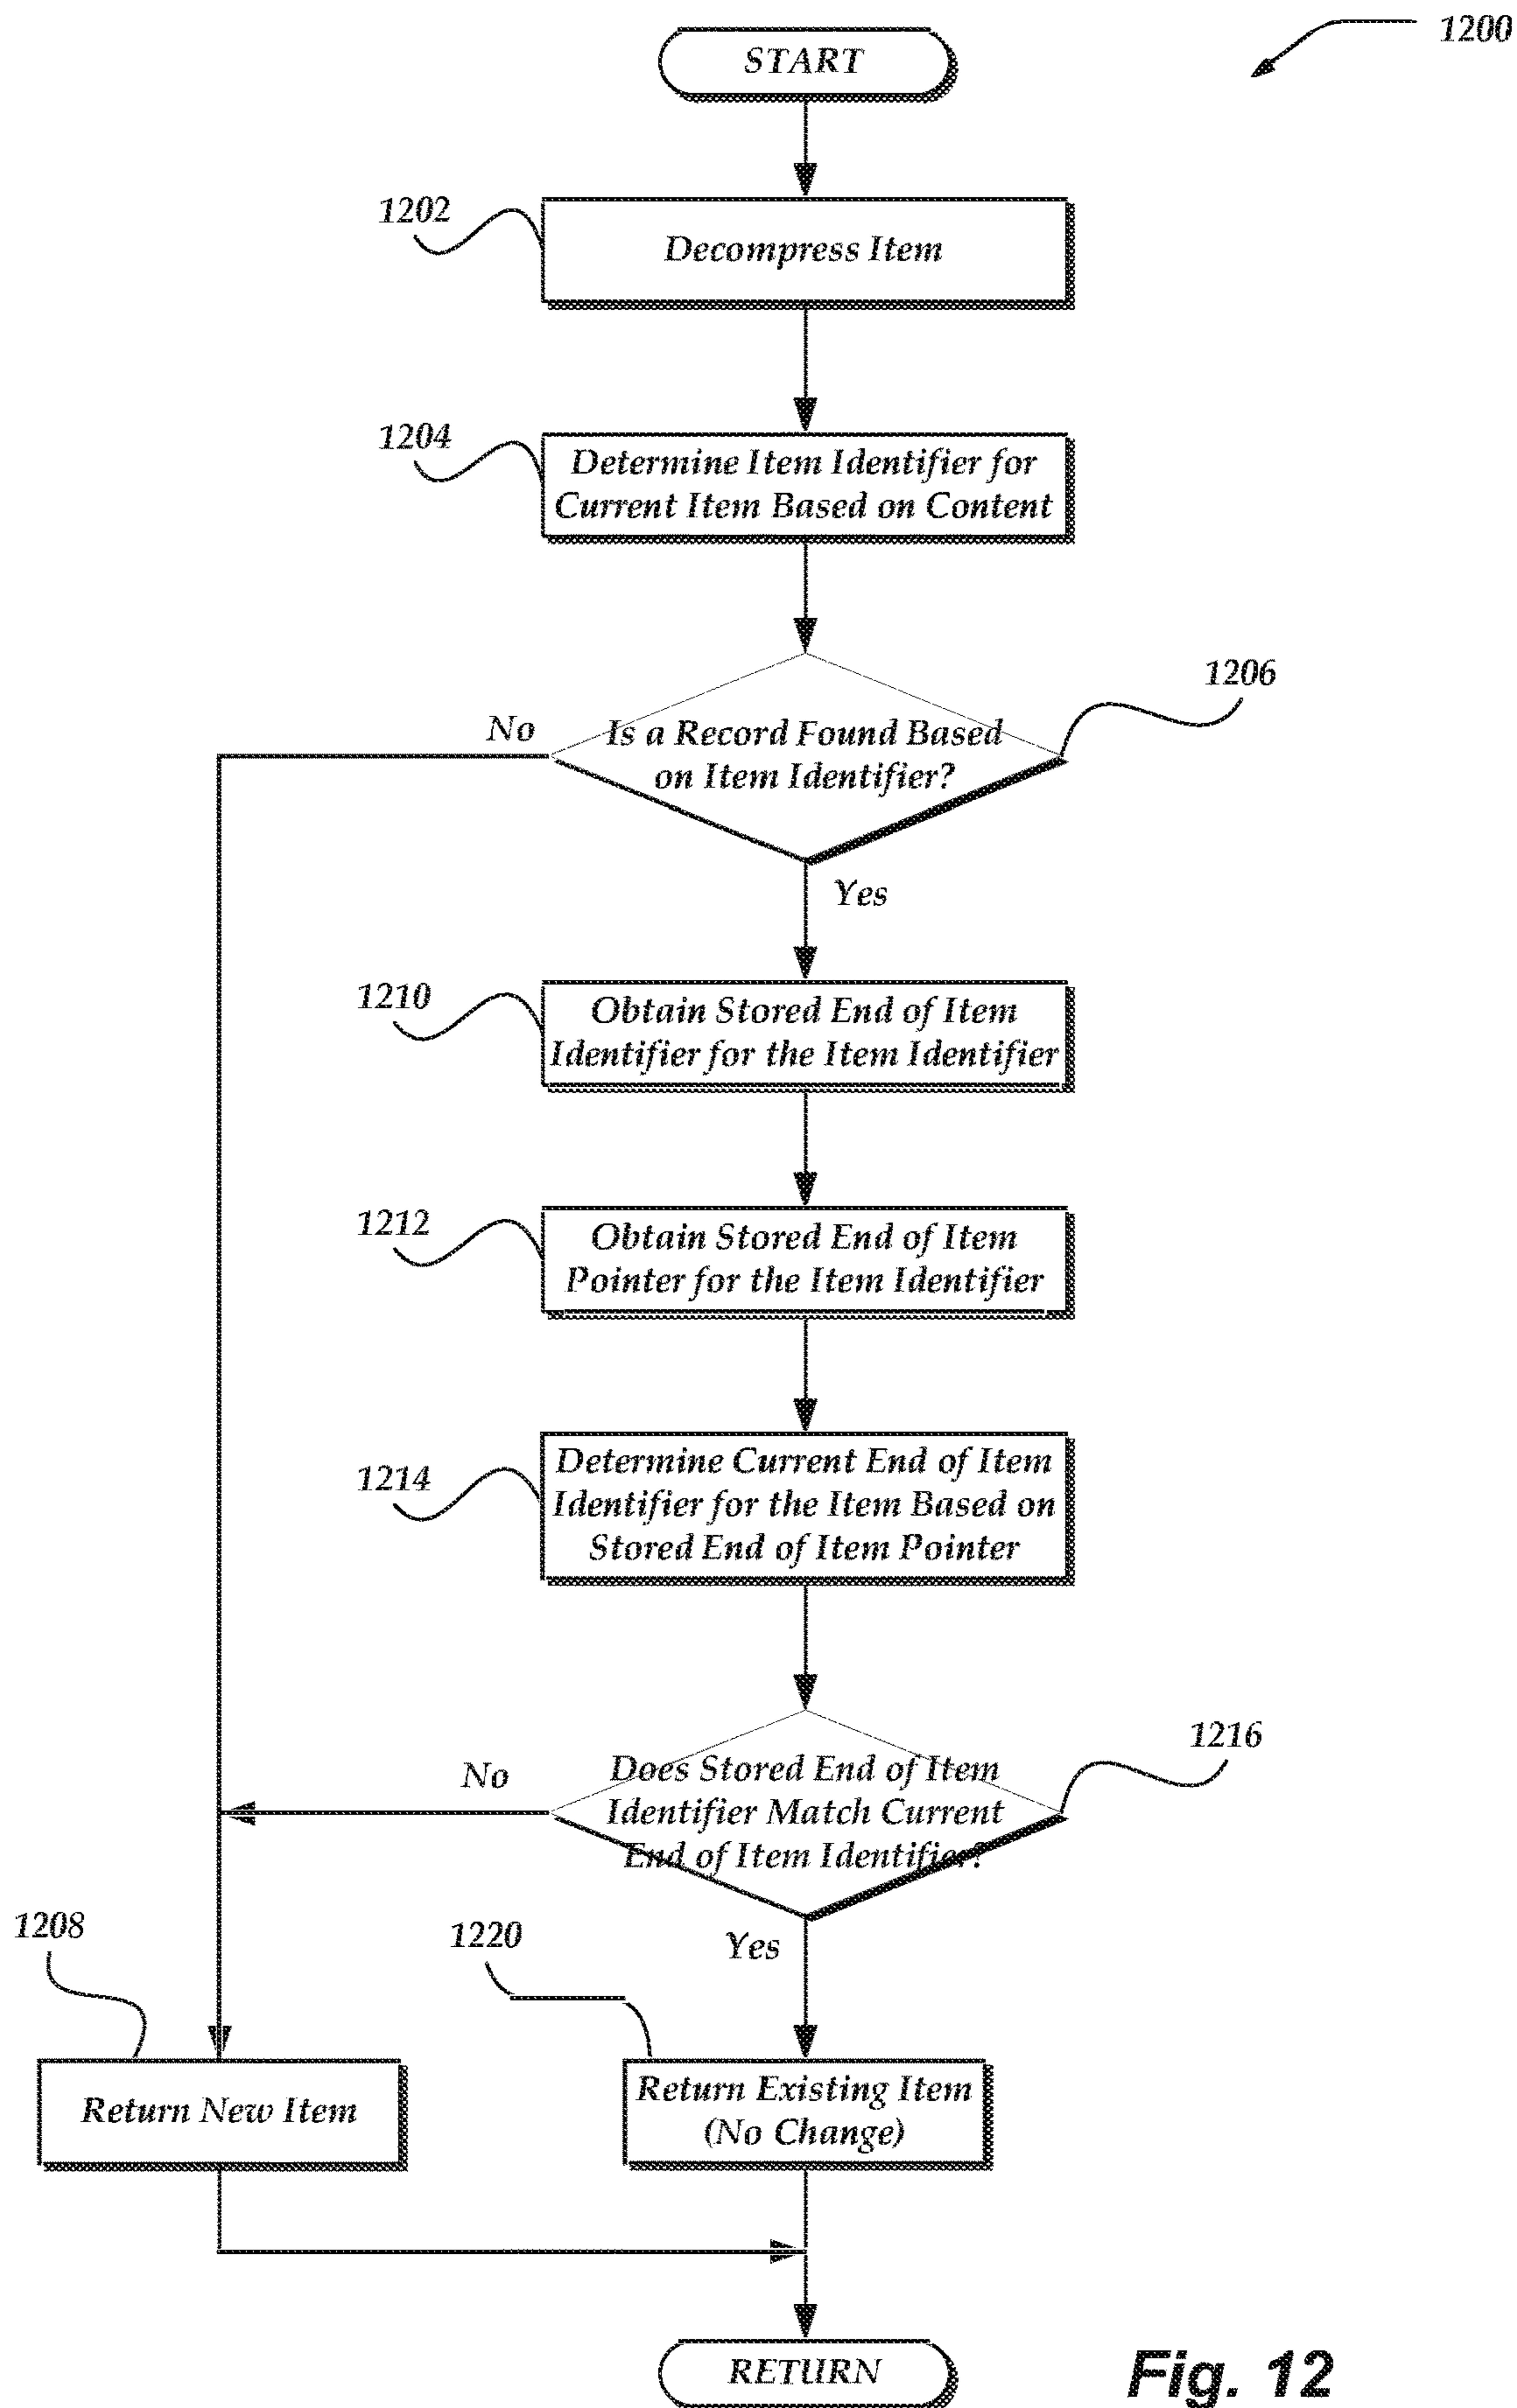 1200
START
1202
Decompress Item
1204
Determine Item Identifier for
Current Item Based on Content
1206
No
Is a Record Found Based
on Item Identifier?
Yes
1210
Obtain Stored End of Item
Identifier for the Item Identifier
1212
Obtain Stored End of Item
Pointer for the Item Identifier
1214
Determine Current End of Item
Identifier for the Item Based on
Stored End of Item Pointer
1216
No
Does Stored End of Item
Identifier Match Current
End of Item Identifier?
1208
1220
Yes
Return New Item
Return Existing Item
(No Change)
RETURN
Fig. 12